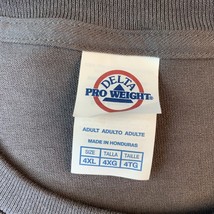 DELTA
PRO WEIGHT®
ADULT ADULTO ADULTE
MADE IN HONDURAS
SIZE TALLA TAILLE
4XL 4XG 4TG